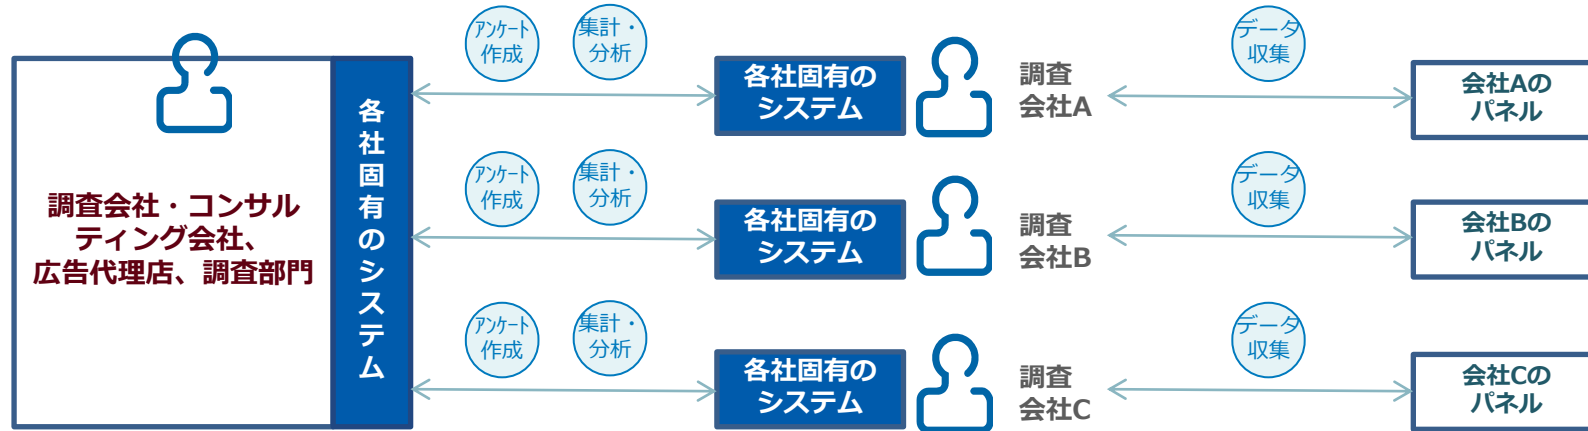 調査会社・コンサル
ティング会社、
広告代理店、調査部門
各社固有のシステム
アンケート
作成
集計・
分析
各社固有の
システム
調査
会社A
データ
収集
会社Aの
パネル
アンケート
作成
集計・
分析
各社固有の
システム
調査
会社B
データ
収集
会社Bの
パネル
アンケート
作成
集計・
分析
各社固有の
システム
調査
会社C
データ
収集
会社Cの
パネル